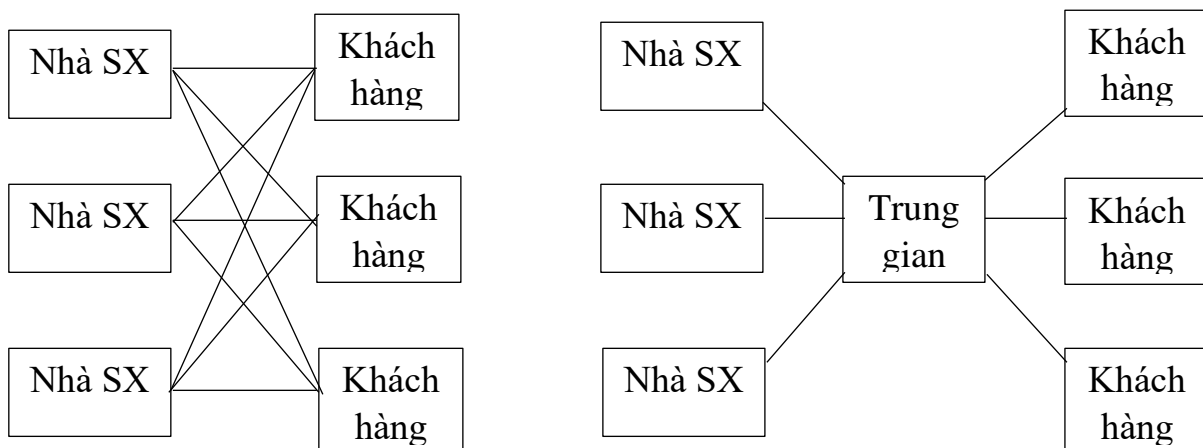 Nhà SX
Khách
hàng
Nhà SX
Khách
hàng
Nhà SX
Khách
hàng
Nhà SX
Nhà SX
Nhà SX
Trung
gian
Khách
hàng
Khách
hàng
Khách
hàng